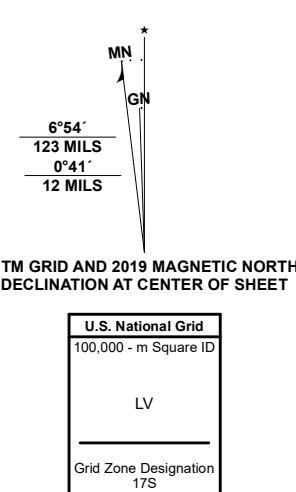 ★
MN
GN
6°54´
123 MILS
0°41´
12 MILS
TM GRID AND 2019 MAGNETIC NORTH
DECLINATION AT CENTER OF SHEET
U.S. National Grid
100,000 - m Square ID
LV
Grid Zone Designation
17S